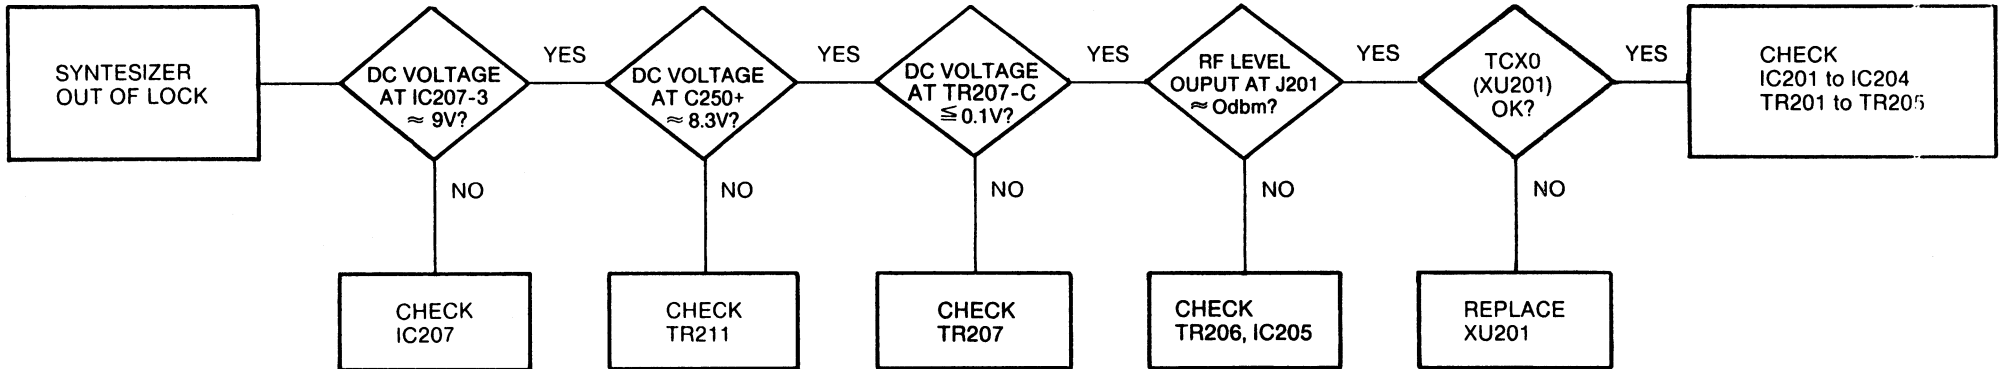 SYNTESIZER
OUT OF LOCK
DC VOLTAGE
AT IC207-3
≈ 9V?
YES
NO
CHECK
IC207
DC VOLTAGE
AT C250+
≈ 8.3V?
YES
NO
CHECK
TR211
DC VOLTAGE
AT TR207-C
≦ 0.1V?
YES
NO
CHECK
TR207
RF LEVEL
OUPUT AT J201
≈ Odbm?
YES
NO
CHECK
TR206, IC205
TCX0
(XU201)
OK?
YES
NO
REPLACE
XU201
CHECK
IC201 to IC204
TR201 to TR205